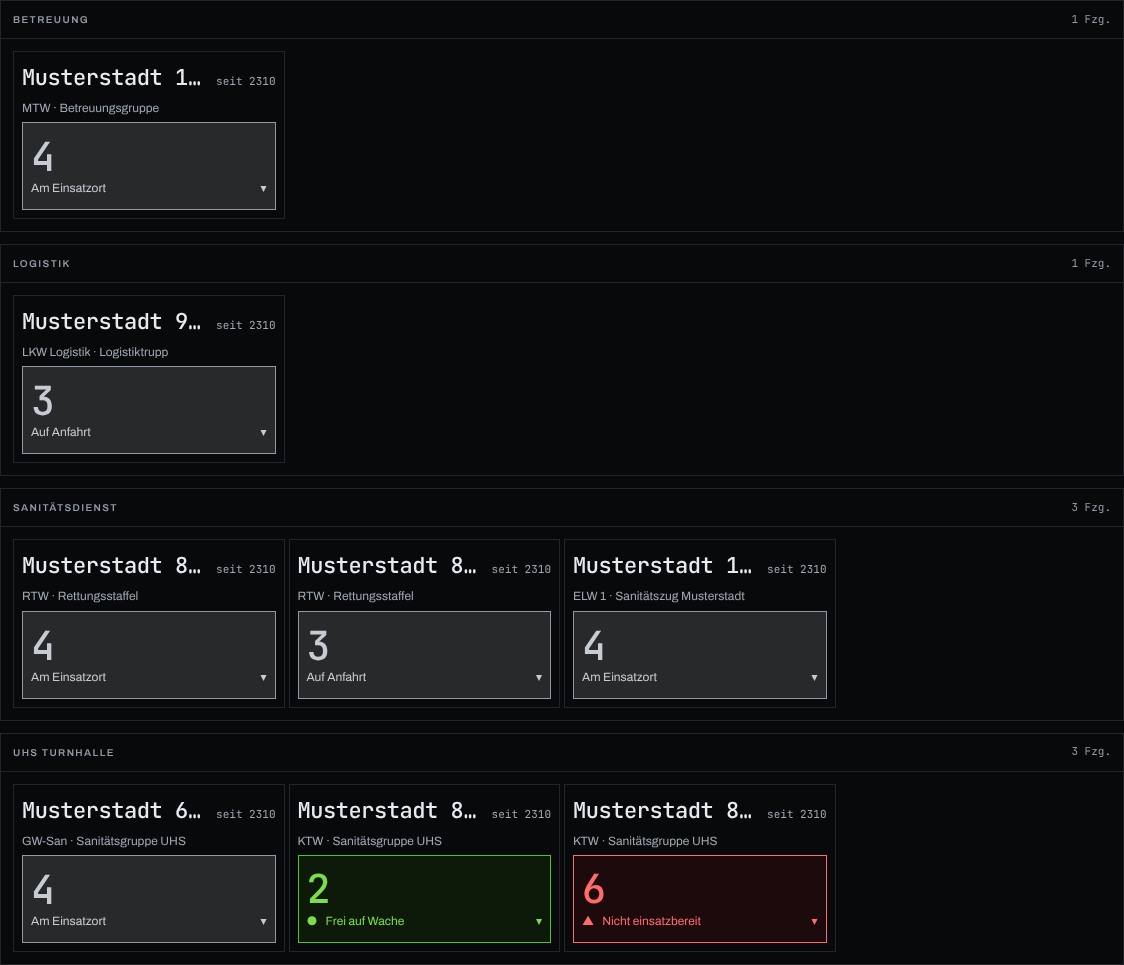 BETREUUNG 1 Fzg.
Musterstadt 1… seit 2310
MTW · Betreuungsgruppe
4
Am Einsatzort ▼
LOGISTIK 1 Fzg.
Musterstadt 9… seit 2310
LKW Logistik · Logistiktrupp
3
Auf Anfahrt ▼
SANITÄTSDIENST 3 Fzg.
Musterstadt 8… seit 2310
RTW · Rettungsstaffel
4
Am Einsatzort ▼
Musterstadt 8… seit 2310
RTW · Rettungsstaffel
3
Auf Anfahrt ▼
Musterstadt 1… seit 2310
ELW 1 · Sanitätszug Musterstadt
4
Am Einsatzort ▼
UHS TURNHALLE 3 Fzg.
Musterstadt 6… seit 2310
GW-San · Sanitätsgruppe UHS
4
Am Einsatzort ▼
Musterstadt 8… seit 2310
KTW · Sanitätsgruppe UHS
2
● Frei auf Wache ▼
Musterstadt 8… seit 2310
KTW · Sanitätsgruppe UHS
6
▲ Nicht einsatzbereit ▼